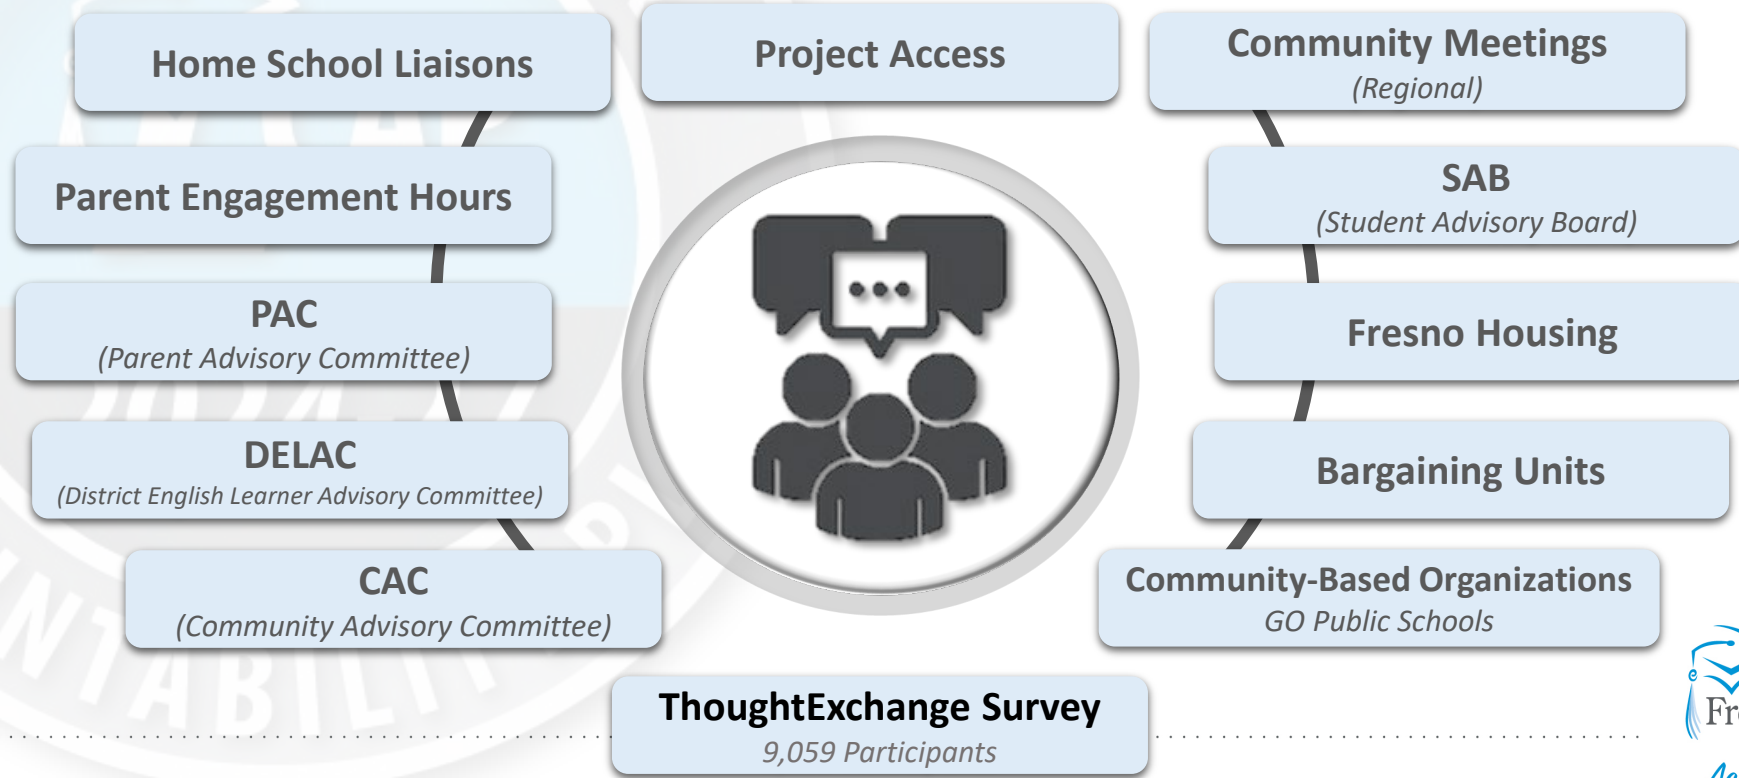 Home School Liaisons
Project Access
Community Meetings
(Regional)
Parent Engagement Hours
SAB
(Student Advisory Board)
PAC
(Parent Advisory Committee)
Fresno Housing
DELAC
(District English Learner Advisory Committee)
Bargaining Units
CAC
(Community Advisory Committee)
Community-Based Organizations
GO Public Schools
ThoughtExchange Survey
9,059 Participants